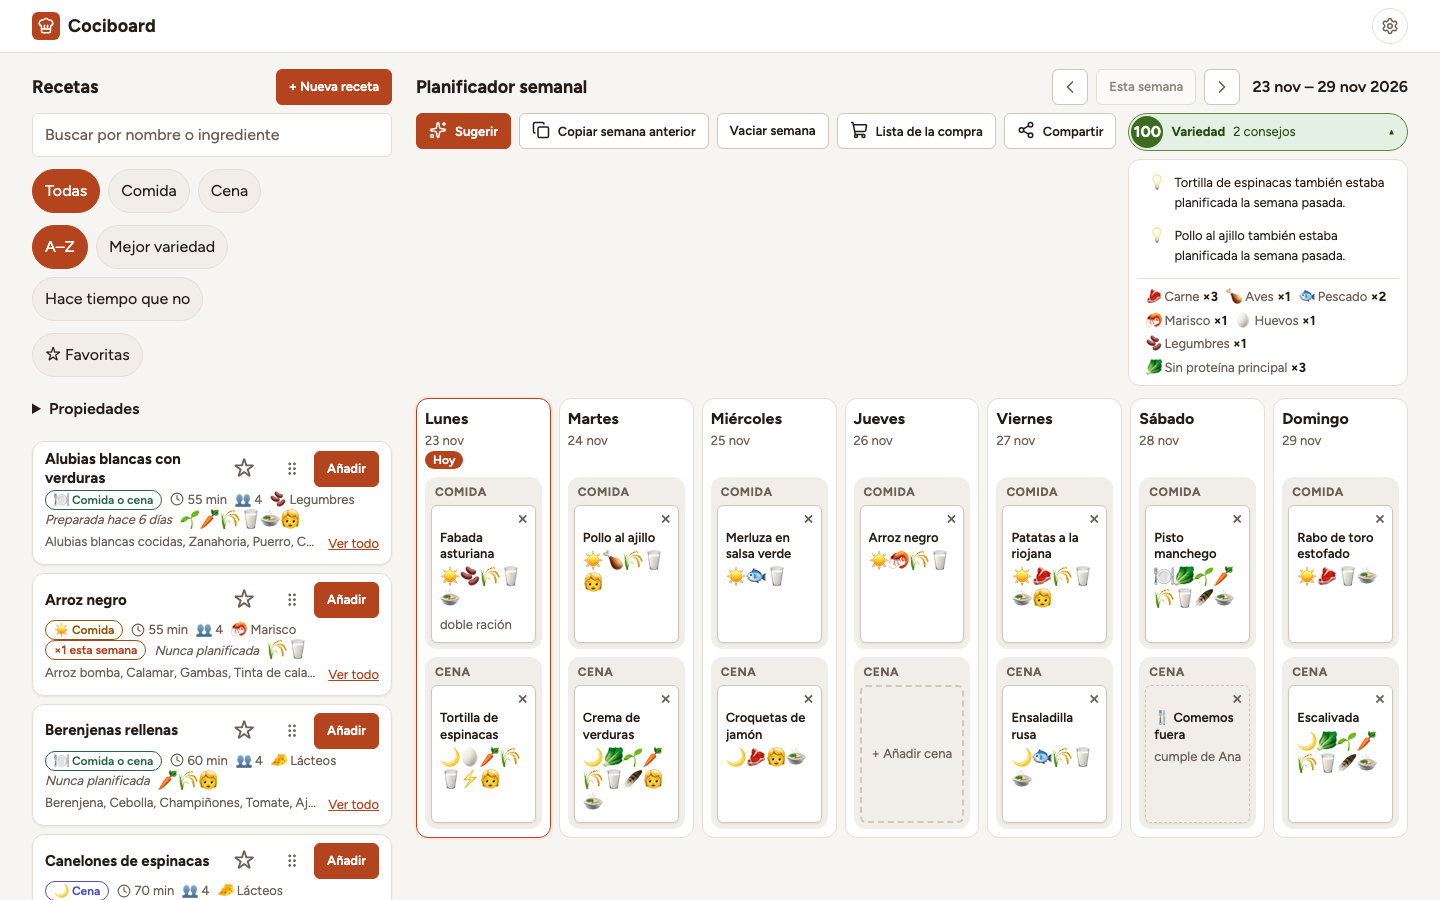 Cociboard
Recetas
+ Nueva receta
Buscar por nombre o ingrediente
Todas
Comida
Cena
A–Z
Mejor variedad
Hace tiempo que no
Favoritas
Propiedades
Alubias blancas con
verduras
Añadir
Comida o cena
55 min
4
Legumbres
Preparada hace 6 días
Alubias blancas cocidas, Zanahoria, Puerro, C...
Ver todo
Arroz negro
Añadir
Comida
55 min
4
Marisco
×1 esta semana
Nunca planificada
Arroz bomba, Calamar, Gambas, Tinta de cala...
Ver todo
Berenjenas rellenas
Añadir
Comida o cena
60 min
4
Lácteos
Nunca planificada
Berenjena, Cebolla, Champiñones, Tomate, Aj...
Ver todo
Canelones de espinacas
Añadir
Cena
70 min
4
Lácteos
Planificador semanal
Esta semana
23 nov – 29 nov 2026
Sugerir
Copiar semana anterior
Vaciar semana
Lista de la compra
Compartir
100
Variedad
2 consejos
Tortilla de espinacas también estaba
planificada la semana pasada.
Pollo al ajillo también estaba
planificada la semana pasada.
Carne ×3
Aves ×1
Pescado ×2
Marisco ×1
Huevos ×1
Legumbres ×1
Sin proteína principal ×3
Lunes
23 nov
Hoy
COMIDA
Fabada
asturiana
doble ración
CENA
Tortilla de
espinacas
Martes
24 nov
COMIDA
Pollo al ajillo
CENA
Crema de
verduras
Miércoles
25 nov
COMIDA
Merluza en
salsa verde
CENA
Croquetas de
jamón
Jueves
26 nov
COMIDA
Arroz negro
CENA
+ Añadir cena
Viernes
27 nov
COMIDA
Patatas a la
riojana
CENA
Ensaladilla
rusa
Sábado
28 nov
COMIDA
Pisto
manchego
CENA
Comemos
fuera
cumple de Ana
Domingo
29 nov
COMIDA
Rabo de toro
estofado
CENA
Escalivada